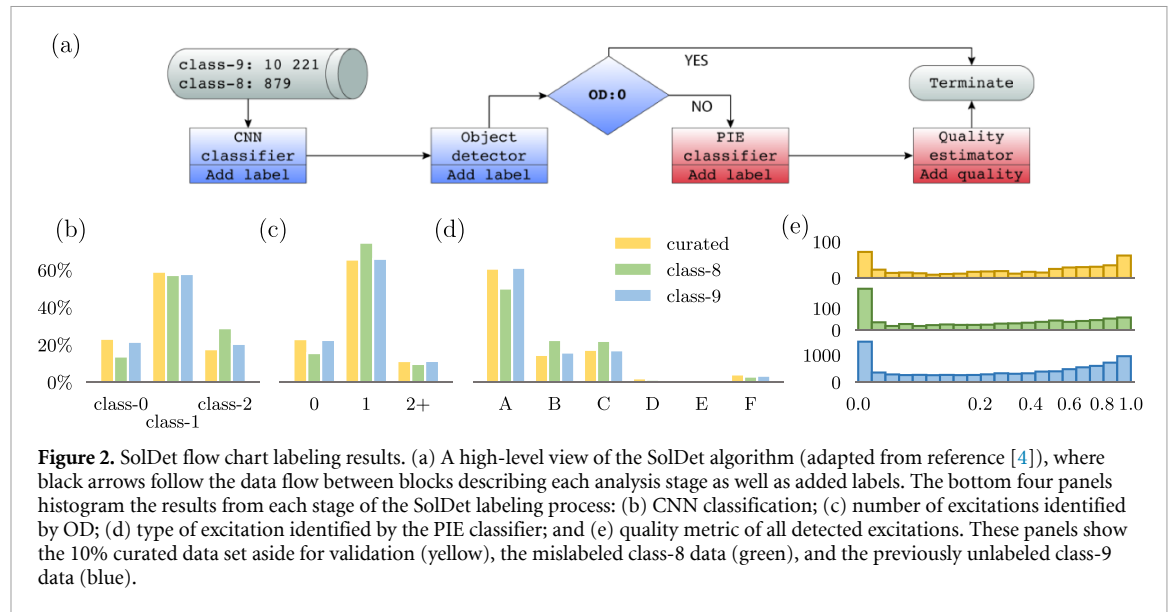 (a)
class-9: 10 221
class-8: 879
CNN
classifier
Add label
Object
detector
Add label
OD:0
YES
NO
PIE
classifier
Add label
Terminate
Quality
estimator
Add quality
(b)
60%
40%
20%
0%
class-0
class-1
class-2
(c)
0
1
2+
(d)
curated
class-8
class-9
A
B
C
D
E
F
(e)
100
0
100
0
1000
0
0.0
0.2
0.4
0.6
0.8
1.0
Figure 2. SolDet flow chart labeling results. (a) A high-level view of the SolDet algorithm (adapted from reference [4]), where
black arrows follow the data flow between blocks describing each analysis stage as well as added labels. The bottom four panels
histogram the results from each stage of the SolDet labeling process: (b) CNN classification; (c) number of excitations identified
by OD; (d) type of excitation identified by the PIE classifier; and (e) quality metric of all detected excitations. These panels show
the 10% curated data set aside for validation (yellow), the mislabeled class-8 data (green), and the previously unlabeled class-9
data (blue).